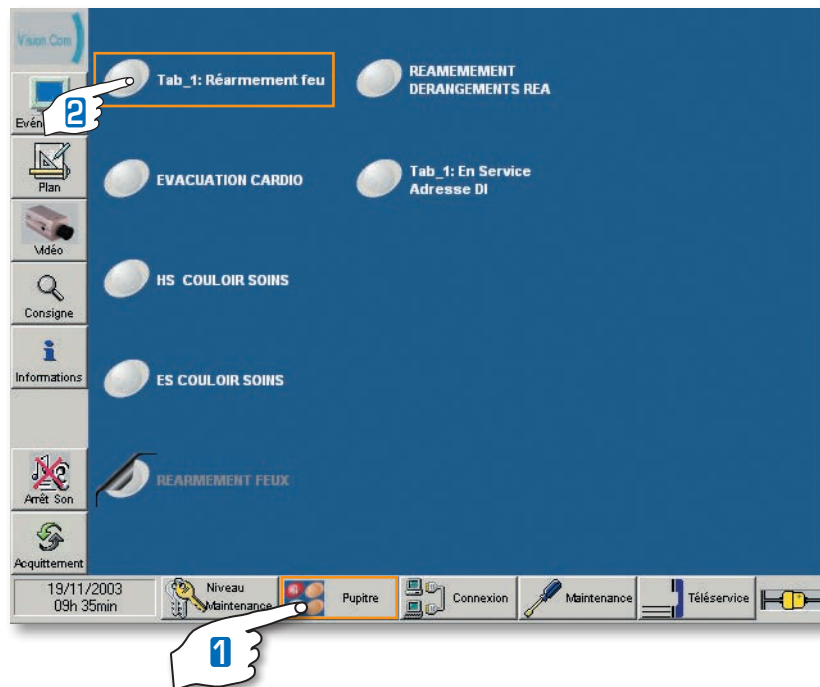 Vision Com
Tab_1: Réarmement feu
REAMEMEMENT
DERANGEMENTS REA
2
Evén
Plan
EVACUATION CARDIO
Tab_1: En Service
Adresse DI
Vidéo
HS COULOIR SOINS
Consigne
Informations
ES COULOIR SOINS
REARMEMENT FEUX
Arrêt Son
Acquittement
19/11/2003
09h 35min
Niveau
Maintenance
Pupitre
Connexion
Maintenance
Téléservice
1